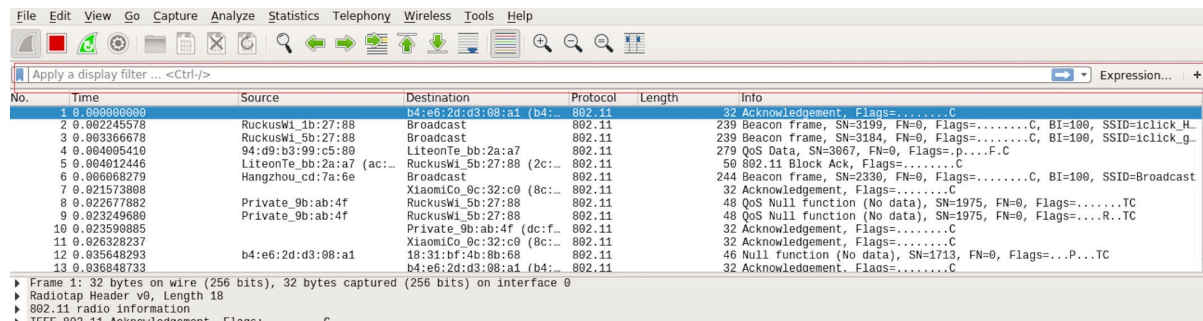 File Edit View Go Capture Analyze Statistics Telephony Wireless Tools Help
Apply a display filter ... <Ctrl-/> Expression... +
No. Time Source Destination Protocol Length Info
1 0.000000000 b4:e6:2d:d3:08:a1 (b4:… 802.11 32 Acknowledgement, Flags=........C
2 0.002245578 RuckusWi_1b:27:88 Broadcast 802.11 239 Beacon frame, SN=3199, FN=0, Flags=........C, BI=100, SSID=iclick_H…
3 0.003366678 RuckusWi_5b:27:88 Broadcast 802.11 239 Beacon frame, SN=3184, FN=0, Flags=........C, BI=100, SSID=iclick_g…
4 0.004005410 94:d9:b3:99:c5:80 LiteonTe_bb:2a:a7 802.11 279 QoS Data, SN=3067, FN=0, Flags=.p....F.C
5 0.004012446 LiteonTe_bb:2a:a7 (ac:… RuckusWi_5b:27:88 (2c:… 802.11 50 802.11 Block Ack, Flags=........C
6 0.006068279 Hangzhou_cd:7a:6e Broadcast 802.11 244 Beacon frame, SN=2330, FN=0, Flags=........C, BI=100, SSID=Broadcast
7 0.021573808 XiaomiCo_0c:32:c0 (8c:… 802.11 32 Acknowledgement, Flags=........C
8 0.022677882 Private_9b:ab:4f RuckusWi_5b:27:88 802.11 48 QoS Null function (No data), SN=1975, FN=0, Flags=.......TC
9 0.023249680 Private_9b:ab:4f RuckusWi_5b:27:88 802.11 48 QoS Null function (No data), SN=1975, FN=0, Flags=....R..TC
10 0.023590885 Private_9b:ab:4f (dc:f… 802.11 32 Acknowledgement, Flags=........C
11 0.026328237 XiaomiCo_0c:32:c0 (8c:… 802.11 32 Acknowledgement, Flags=........C
12 0.035648293 b4:e6:2d:d3:08:a1 18:31:bf:4b:8b:68 802.11 46 Null function (No data), SN=1713, FN=0, Flags=...P...TC
13 0.036848733 b4:e6:2d:d3:08:a1 (b4:… 802.11 32 Acknowledgement, Flags=........C
Frame 1: 32 bytes on wire (256 bits), 32 bytes captured (256 bits) on interface 0
Radiotap Header v0, Length 18
802.11 radio information
IEEE 802.11 Acknowledgement, Flags: ........C